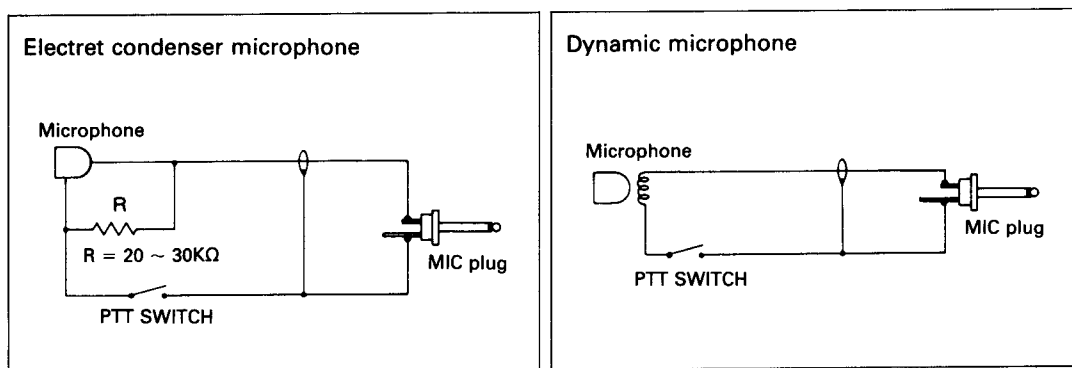 Electret condenser microphone
Microphone
R
R = 20 ~ 30KΩ
PTT SWITCH
MIC plug
Dynamic microphone
Microphone
PTT SWITCH
MIC plug